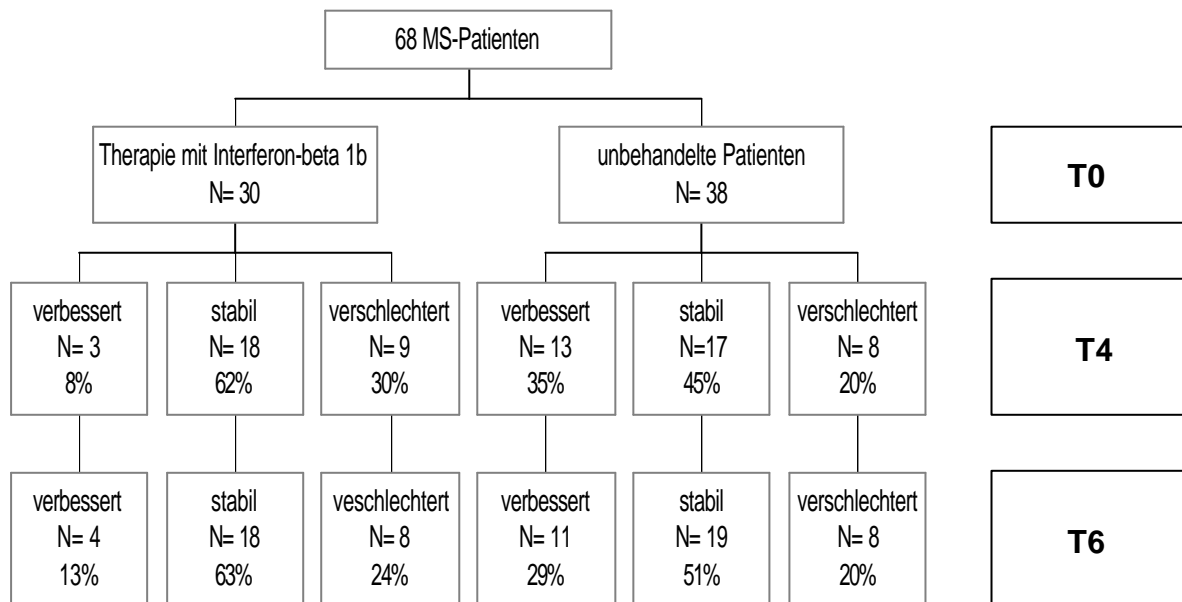 68 MS-Patienten
Therapie mit Interferon-beta 1b
N= 30
unbehandelte Patienten
N= 38
T0
verbessert
N= 3
8%
stabil
N= 18
62%
verschlechtert
N= 9
30%
verbessert
N= 13
35%
stabil
N=17
45%
verschlechtert
N= 8
20%
T4
verbessert
N= 4
13%
stabil
N= 18
63%
veschlechtert
N= 8
24%
verbessert
N= 11
29%
stabil
N= 19
51%
verschlechtert
N= 8
20%
T6